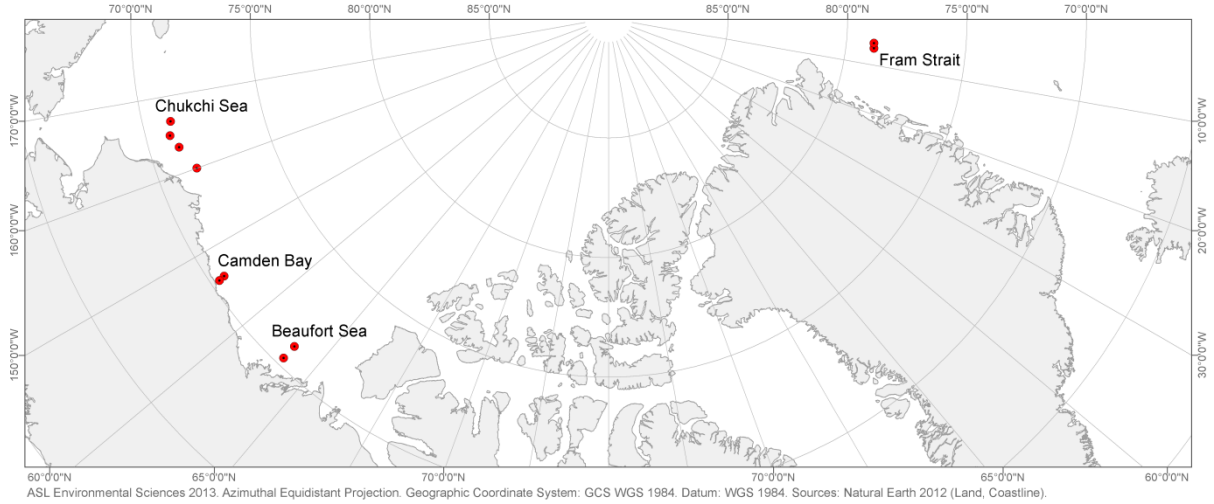 70°0'0"N 75°0'0"N 80°0'0"N 85°0'0"N 85°0'0"N 80°0'0"N 75°0'0"N 70°0'0"N
Fram Strait
Chukchi Sea
170°0'0"W 10°0'0"W
160°0'0"W 20°0'0"W
Camden Bay
Beaufort Sea
150°0'0"W 30°0'0"W
60°0'0"N 65°0'0"N 70°0'0"N 70°0'0"N 65°0'0"N 60°0'0"N
ASL Environmental Sciences 2013. Azimuthal Equidistant Projection. Geographic Coordinate System: GCS WGS 1984. Datum: WGS 1984. Sources: Natural Earth 2012 (Land, Coastline).